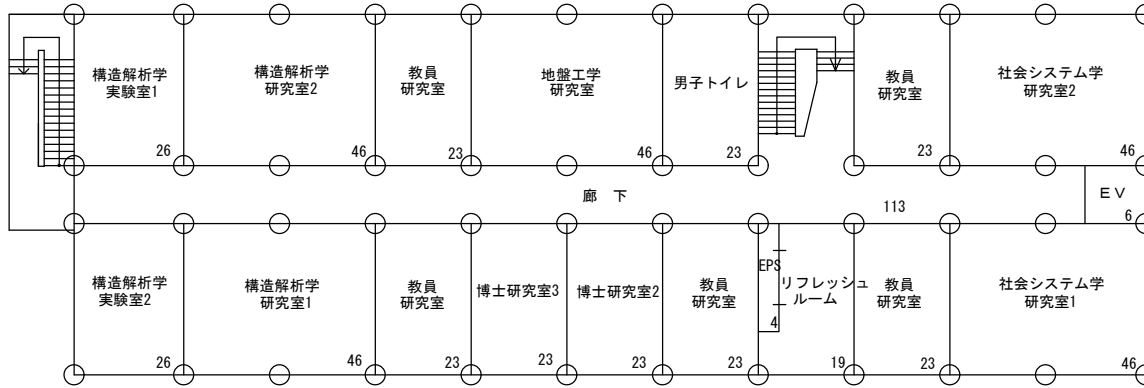 構造解析学
実験室1
26
構造解析学
研究室2
46
教員
研究室
23
地盤工学
研究室
46
男子トイレ
23
教員
研究室
23
社会システム学
研究室2
46
廊 下
113
ＥＶ
6
構造解析学
実験室2
26
構造解析学
研究室1
46
教員
研究室
23
博士研究室3
23
博士研究室2
23
教員
研究室
23
EPS
4
リフレッシュ
ルーム
19
教員
研究室
23
社会システム学
研究室1
46